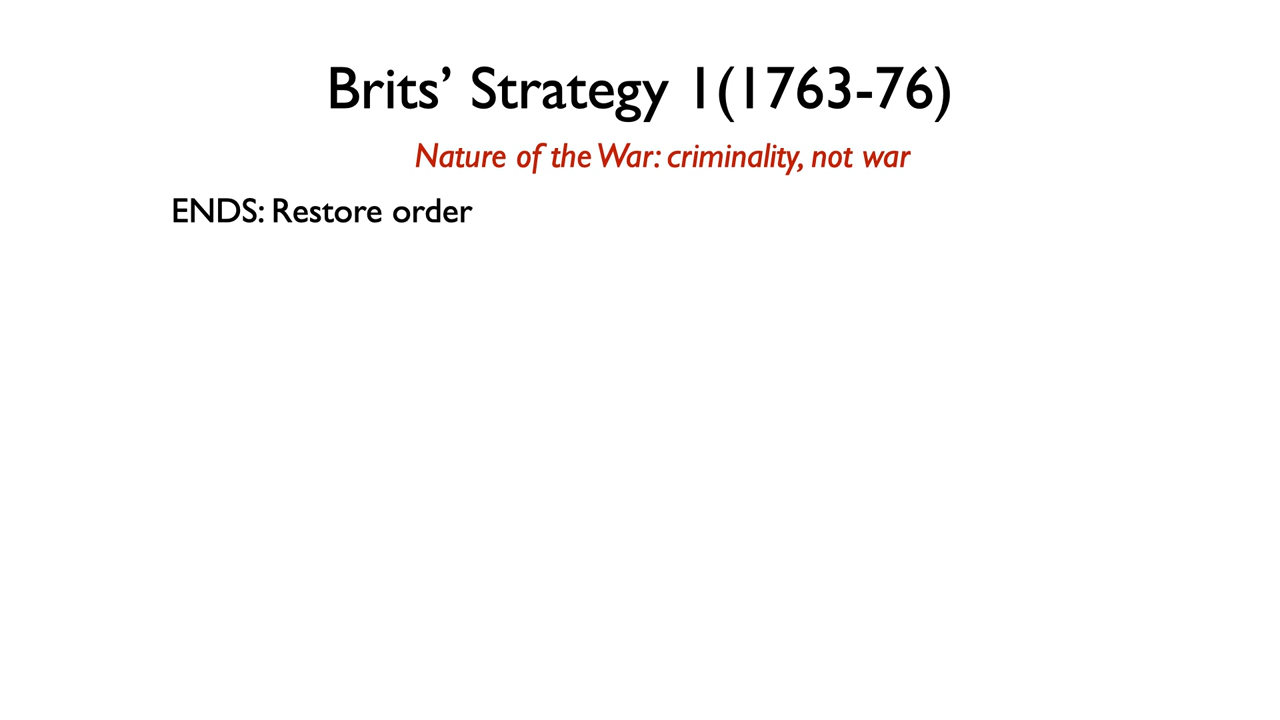 Brits’ Strategy 1(1763-76)
Nature of the War: criminality, not war
ENDS: Restore order